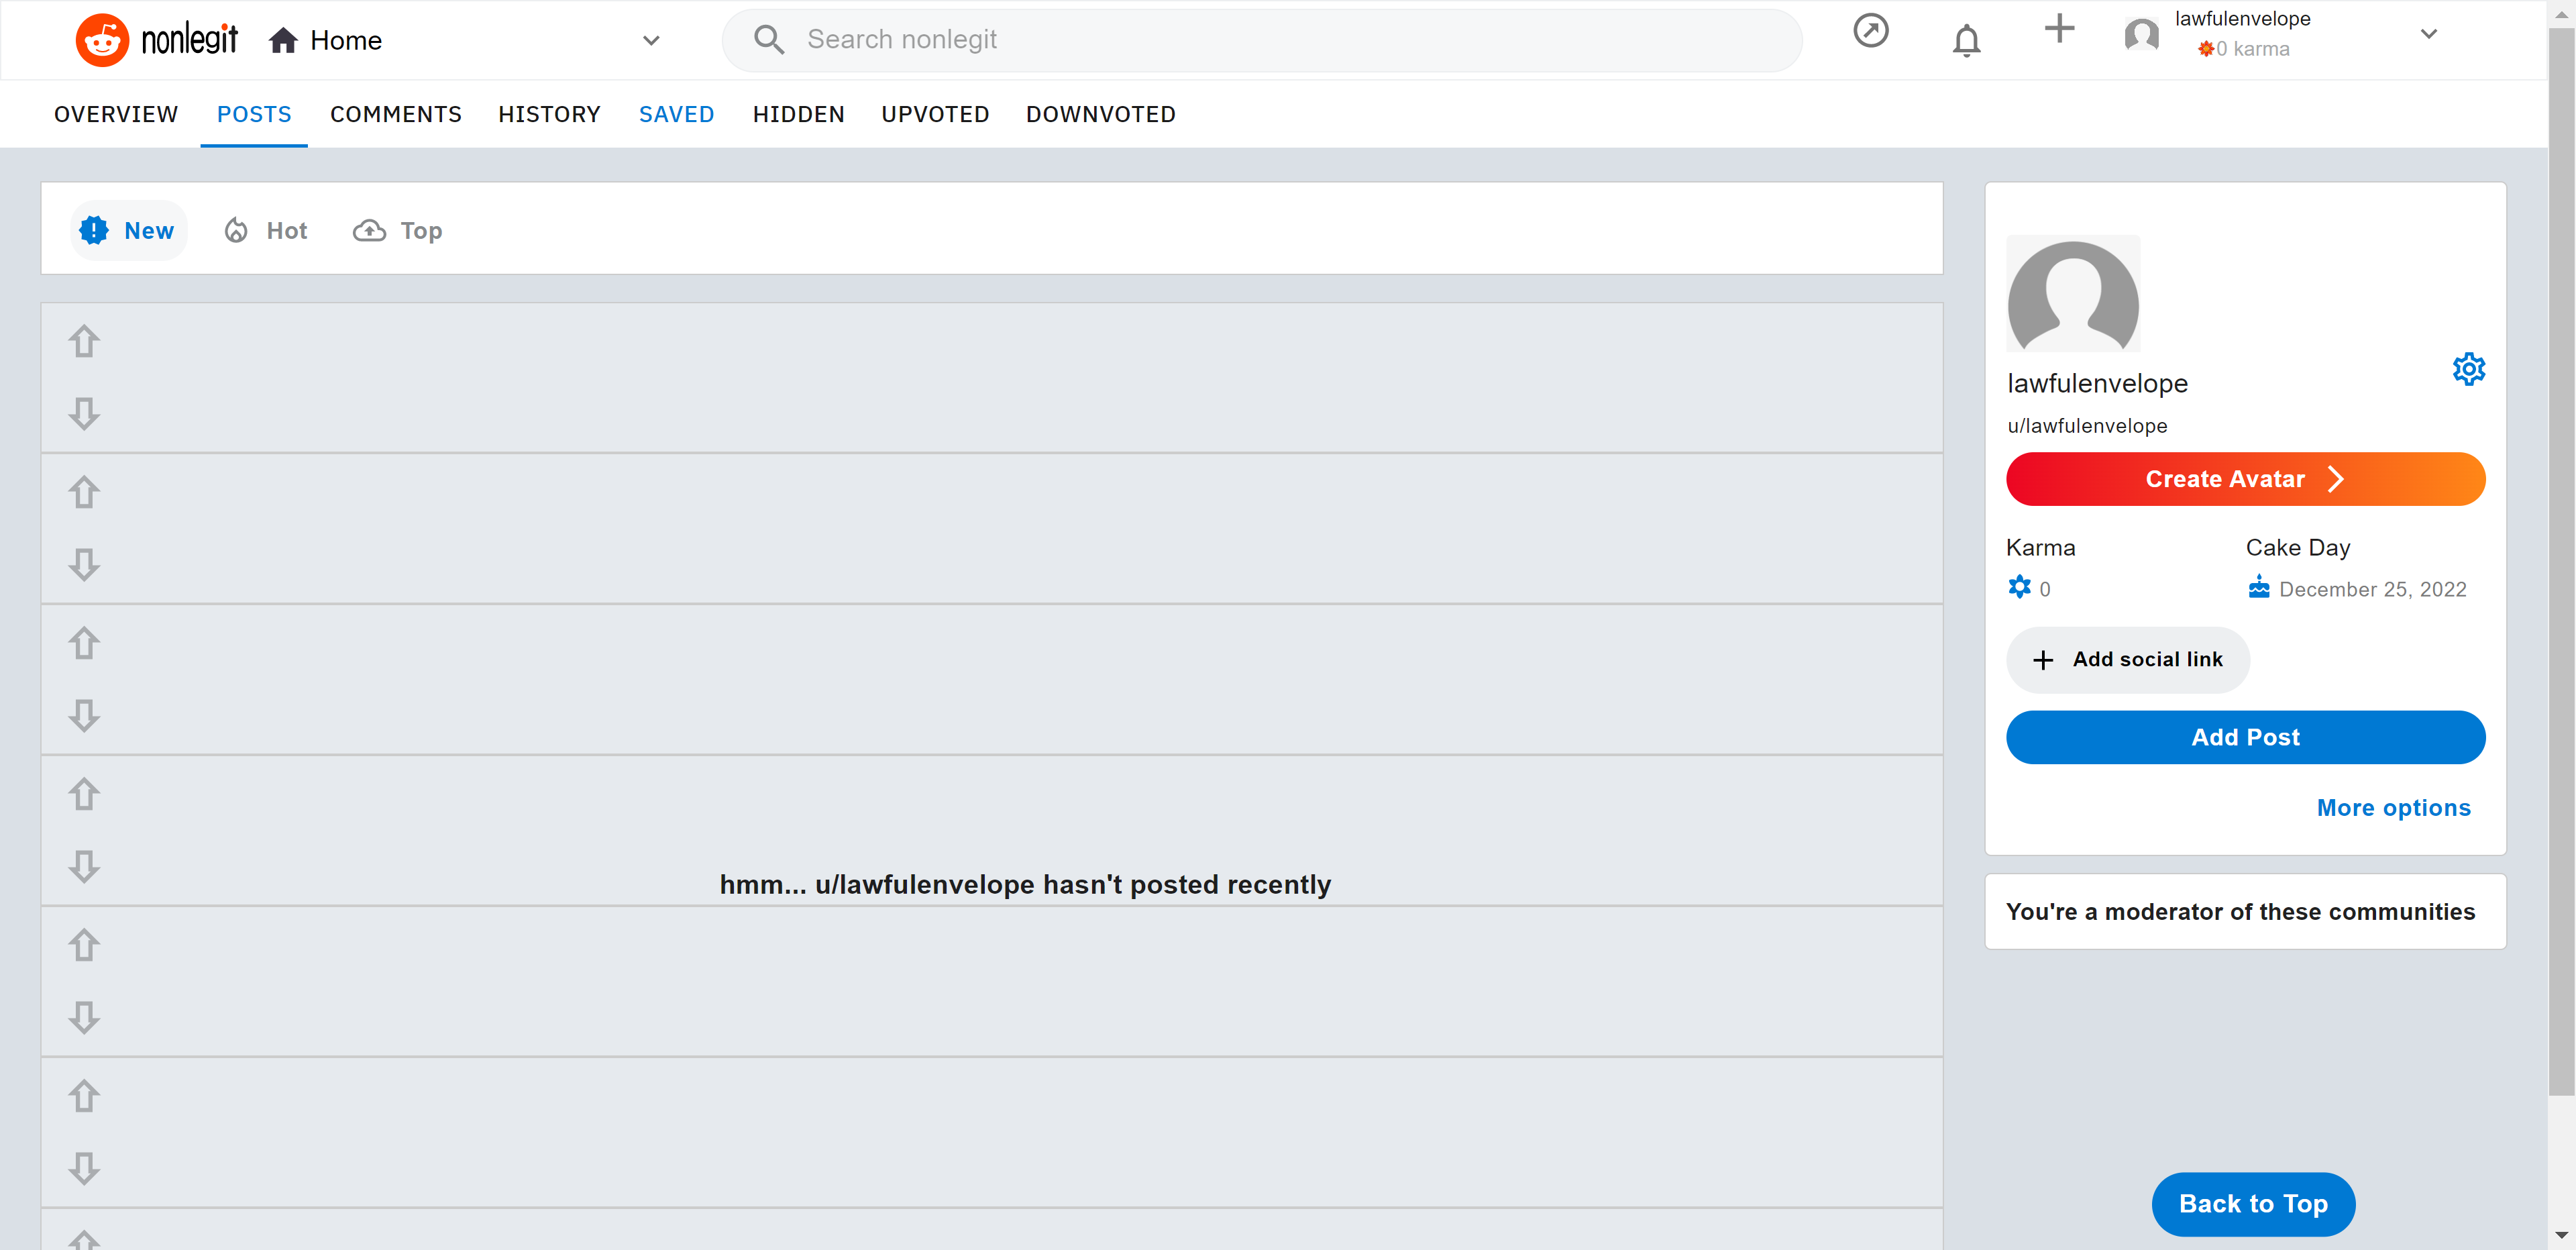 nonlegit
Home
Search nonlegit
lawfulenvelope
0 karma
OVERVIEW POSTS COMMENTS HISTORY SAVED HIDDEN UPVOTED DOWNVOTED
New Hot Top
hmm... u/lawfulenvelope hasn't posted recently
lawfulenvelope
u/lawfulenvelope
Create Avatar
Karma Cake Day
0 December 25, 2022
Add social link
Add Post
More options
You're a moderator of these communities
Back to Top